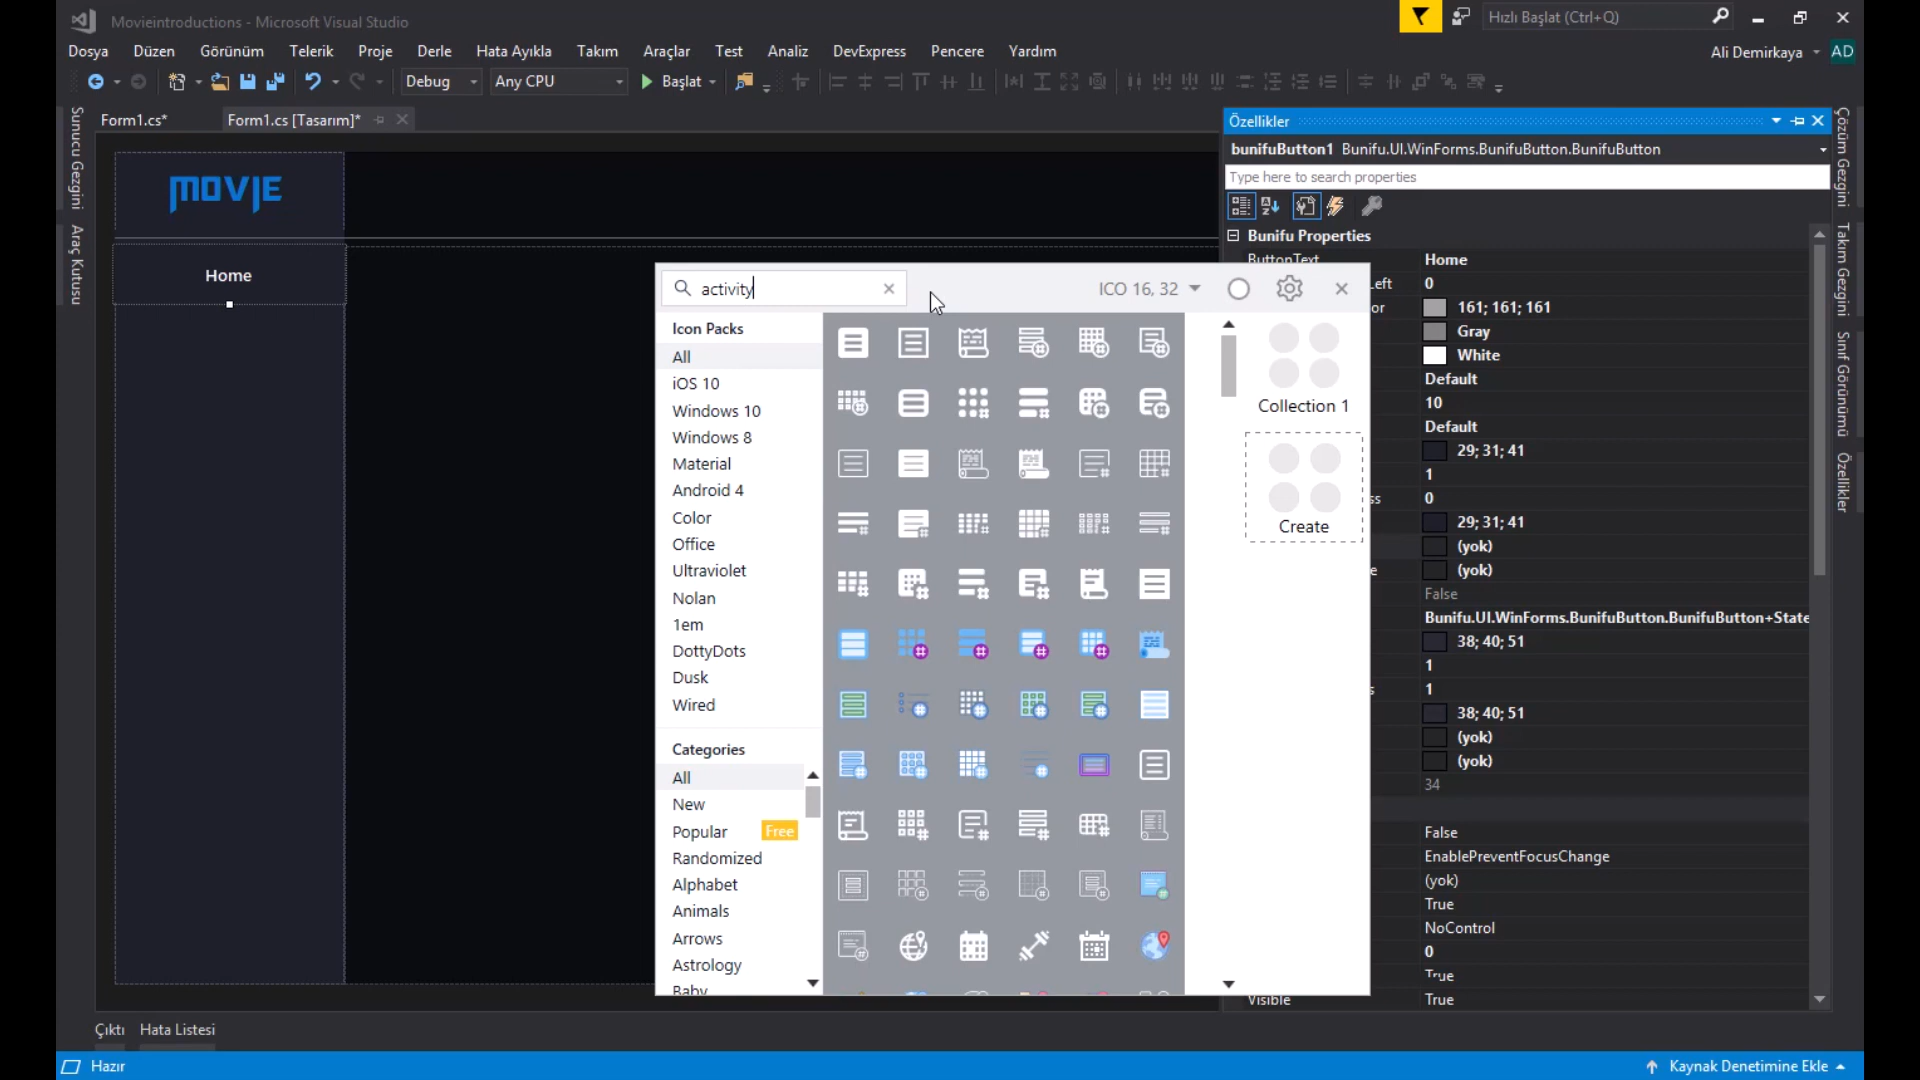 Movieintroductions - Microsoft Visual Studio
Hızlı Başlat (Ctrl+Q)
Dosya Düzen Görünüm Telerik Proje Derle Hata Ayıkla Takım Araçlar Test Analiz DevExpress Pencere Yardım
Ali Demirkaya AD
Debug Any CPU Başlat
Sunucu Gezgini
Araç Kutusu
Form1.cs* Form1.cs [Tasarım]*
MOVIE
Home
activity
ICO 16, 32
Icon Packs
All
iOS 10
Windows 10
Windows 8
Material
Android 4
Color
Office
Ultraviolet
Nolan
1em
DottyDots
Dusk
Wired
Categories
All
New
Popular Free
Randomized
Alphabet
Animals
Arrows
Astrology
Baby
Collection 1
Create
Özellikler
bunifuButton1 Bunifu.UI.WinForms.BunifuButton.BunifuButton
Type here to search properties
Bunifu Properties
ButtonText Home
eft 0
or 161; 161; 161
Gray
White
Default
10
Default
29; 31; 41
1
ss 0
29; 31; 41
(yok)
e (yok)
False
Bunifu.UI.WinForms.BunifuButton.BunifuButton+State
38; 40; 51
1
s 1
38; 40; 51
(yok)
(yok)
34
False
EnablePreventFocusChange
(yok)
True
NoControl
0
True
Visible True
Çözüm Gezgini
Takım Gezgini
Sınıf Görünümü
Özellikler
Çıktı Hata Listesi
Hazır
Kaynak Denetimine Ekle